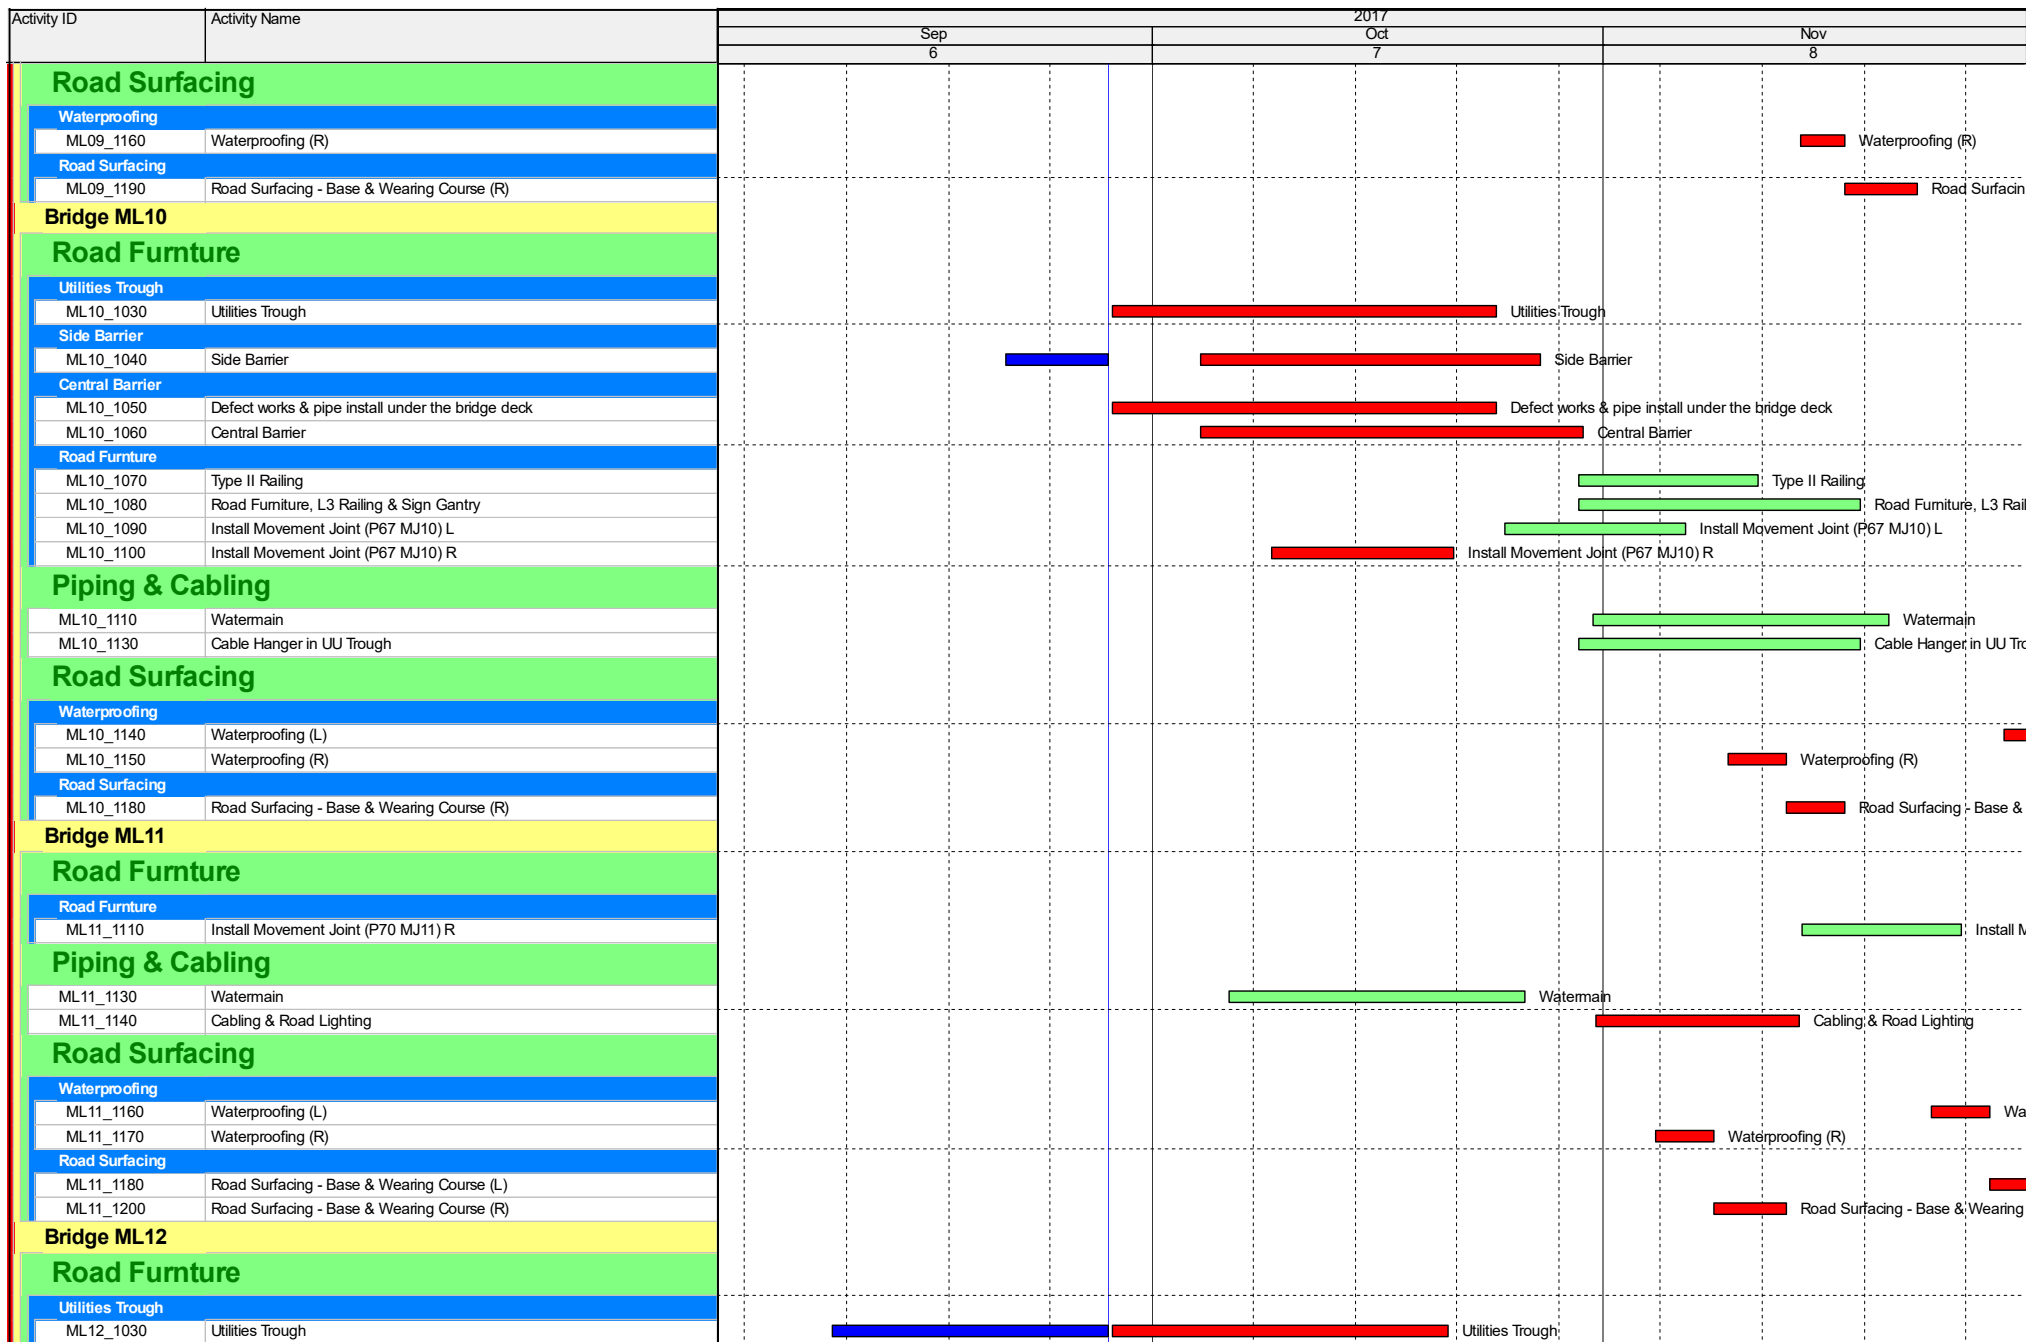 Activity ID Activity Name 2017
Sep Oct Nov
6 7 8
Road Surfacing
Waterproofing
ML09_1160 Waterproofing (R) Waterproofing (R)
Road Surfacing
ML09_1190 Road Surfacing - Base & Wearing Course (R) Road Surfacin
Bridge ML10
Road Furnture
Utilities Trough
ML10_1030 Utilities Trough Utilities Trough
Side Barrier
ML10_1040 Side Barrier Side Barrier
Central Barrier
ML10_1050 Defect works & pipe install under the bridge deck Defect works & pipe install under the bridge deck
ML10_1060 Central Barrier Central Barrier
Road Furnture
ML10_1070 Type II Railing Type II Railing
ML10_1080 Road Furniture, L3 Railing & Sign Gantry Road Furniture, L3 Rail
ML10_1090 Install Movement Joint (P67 MJ10) L Install Movement Joint (P67 MJ10) L
ML10_1100 Install Movement Joint (P67 MJ10) R Install Movement Joint (P67 MJ10) R
Piping & Cabling
ML10_1110 Watermain Watermain
ML10_1130 Cable Hanger in UU Trough Cable Hanger in UU Tro
Road Surfacing
Waterproofing
ML10_1140 Waterproofing (L)
ML10_1150 Waterproofing (R) Waterproofing (R)
Road Surfacing
ML10_1180 Road Surfacing - Base & Wearing Course (R) Road Surfacing - Base &
Bridge ML11
Road Furnture
Road Furnture
ML11_1110 Install Movement Joint (P70 MJ11) R Install M
Piping & Cabling
ML11_1130 Watermain Watermain
ML11_1140 Cabling & Road Lighting Cabling & Road Lighting
Road Surfacing
Waterproofing
ML11_1160 Waterproofing (L) Wa
ML11_1170 Waterproofing (R) Waterproofing (R)
Road Surfacing
ML11_1180 Road Surfacing - Base & Wearing Course (L)
ML11_1200 Road Surfacing - Base & Wearing Course (R) Road Surfacing - Base & Wearing
Bridge ML12
Road Furnture
Utilities Trough
ML12_1030 Utilities Trough Utilities Trough